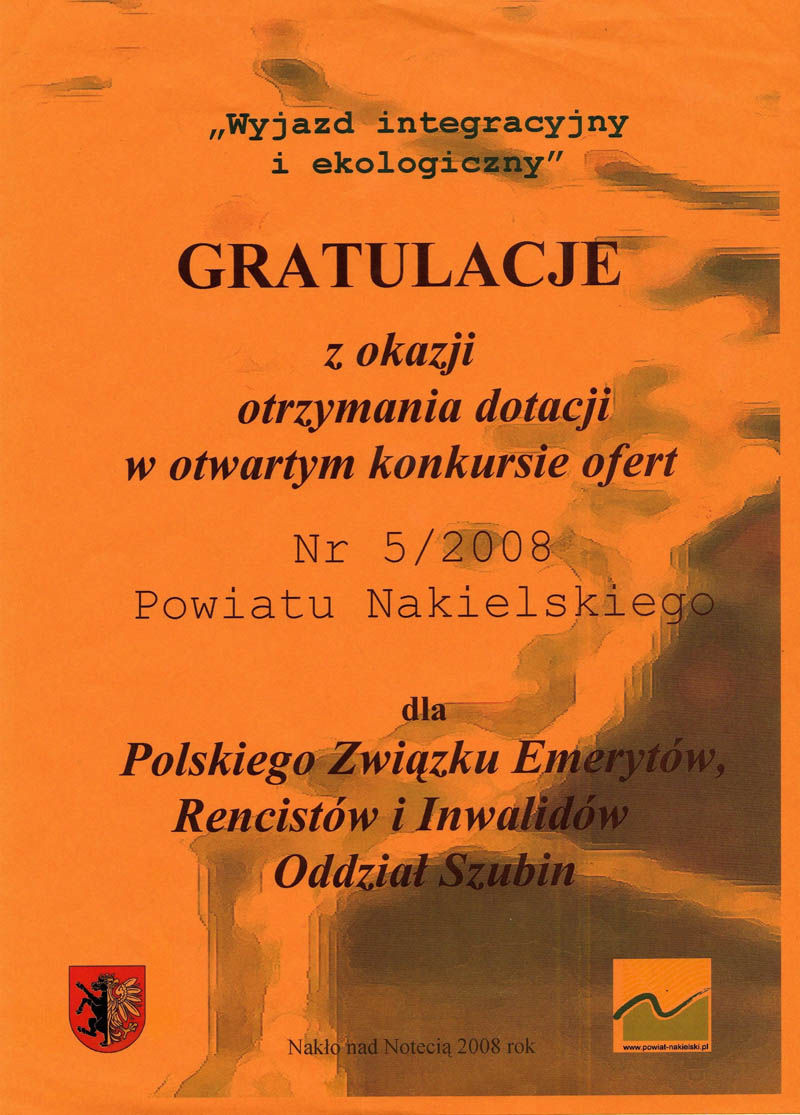 „Wyjazd integracyjny
i ekologiczny”
GRATULACJE
z okazji
otrzymania dotacji
w otwartym konkursie ofert
Nr 5/2008
Powiatu Nakielskiego
dla
Polskiego Związku Emerytów,
Rencistów i Inwalidów
Oddział Szubin
www.powiat-nakielski.pl
Nakło nad Notecią 2008 rok